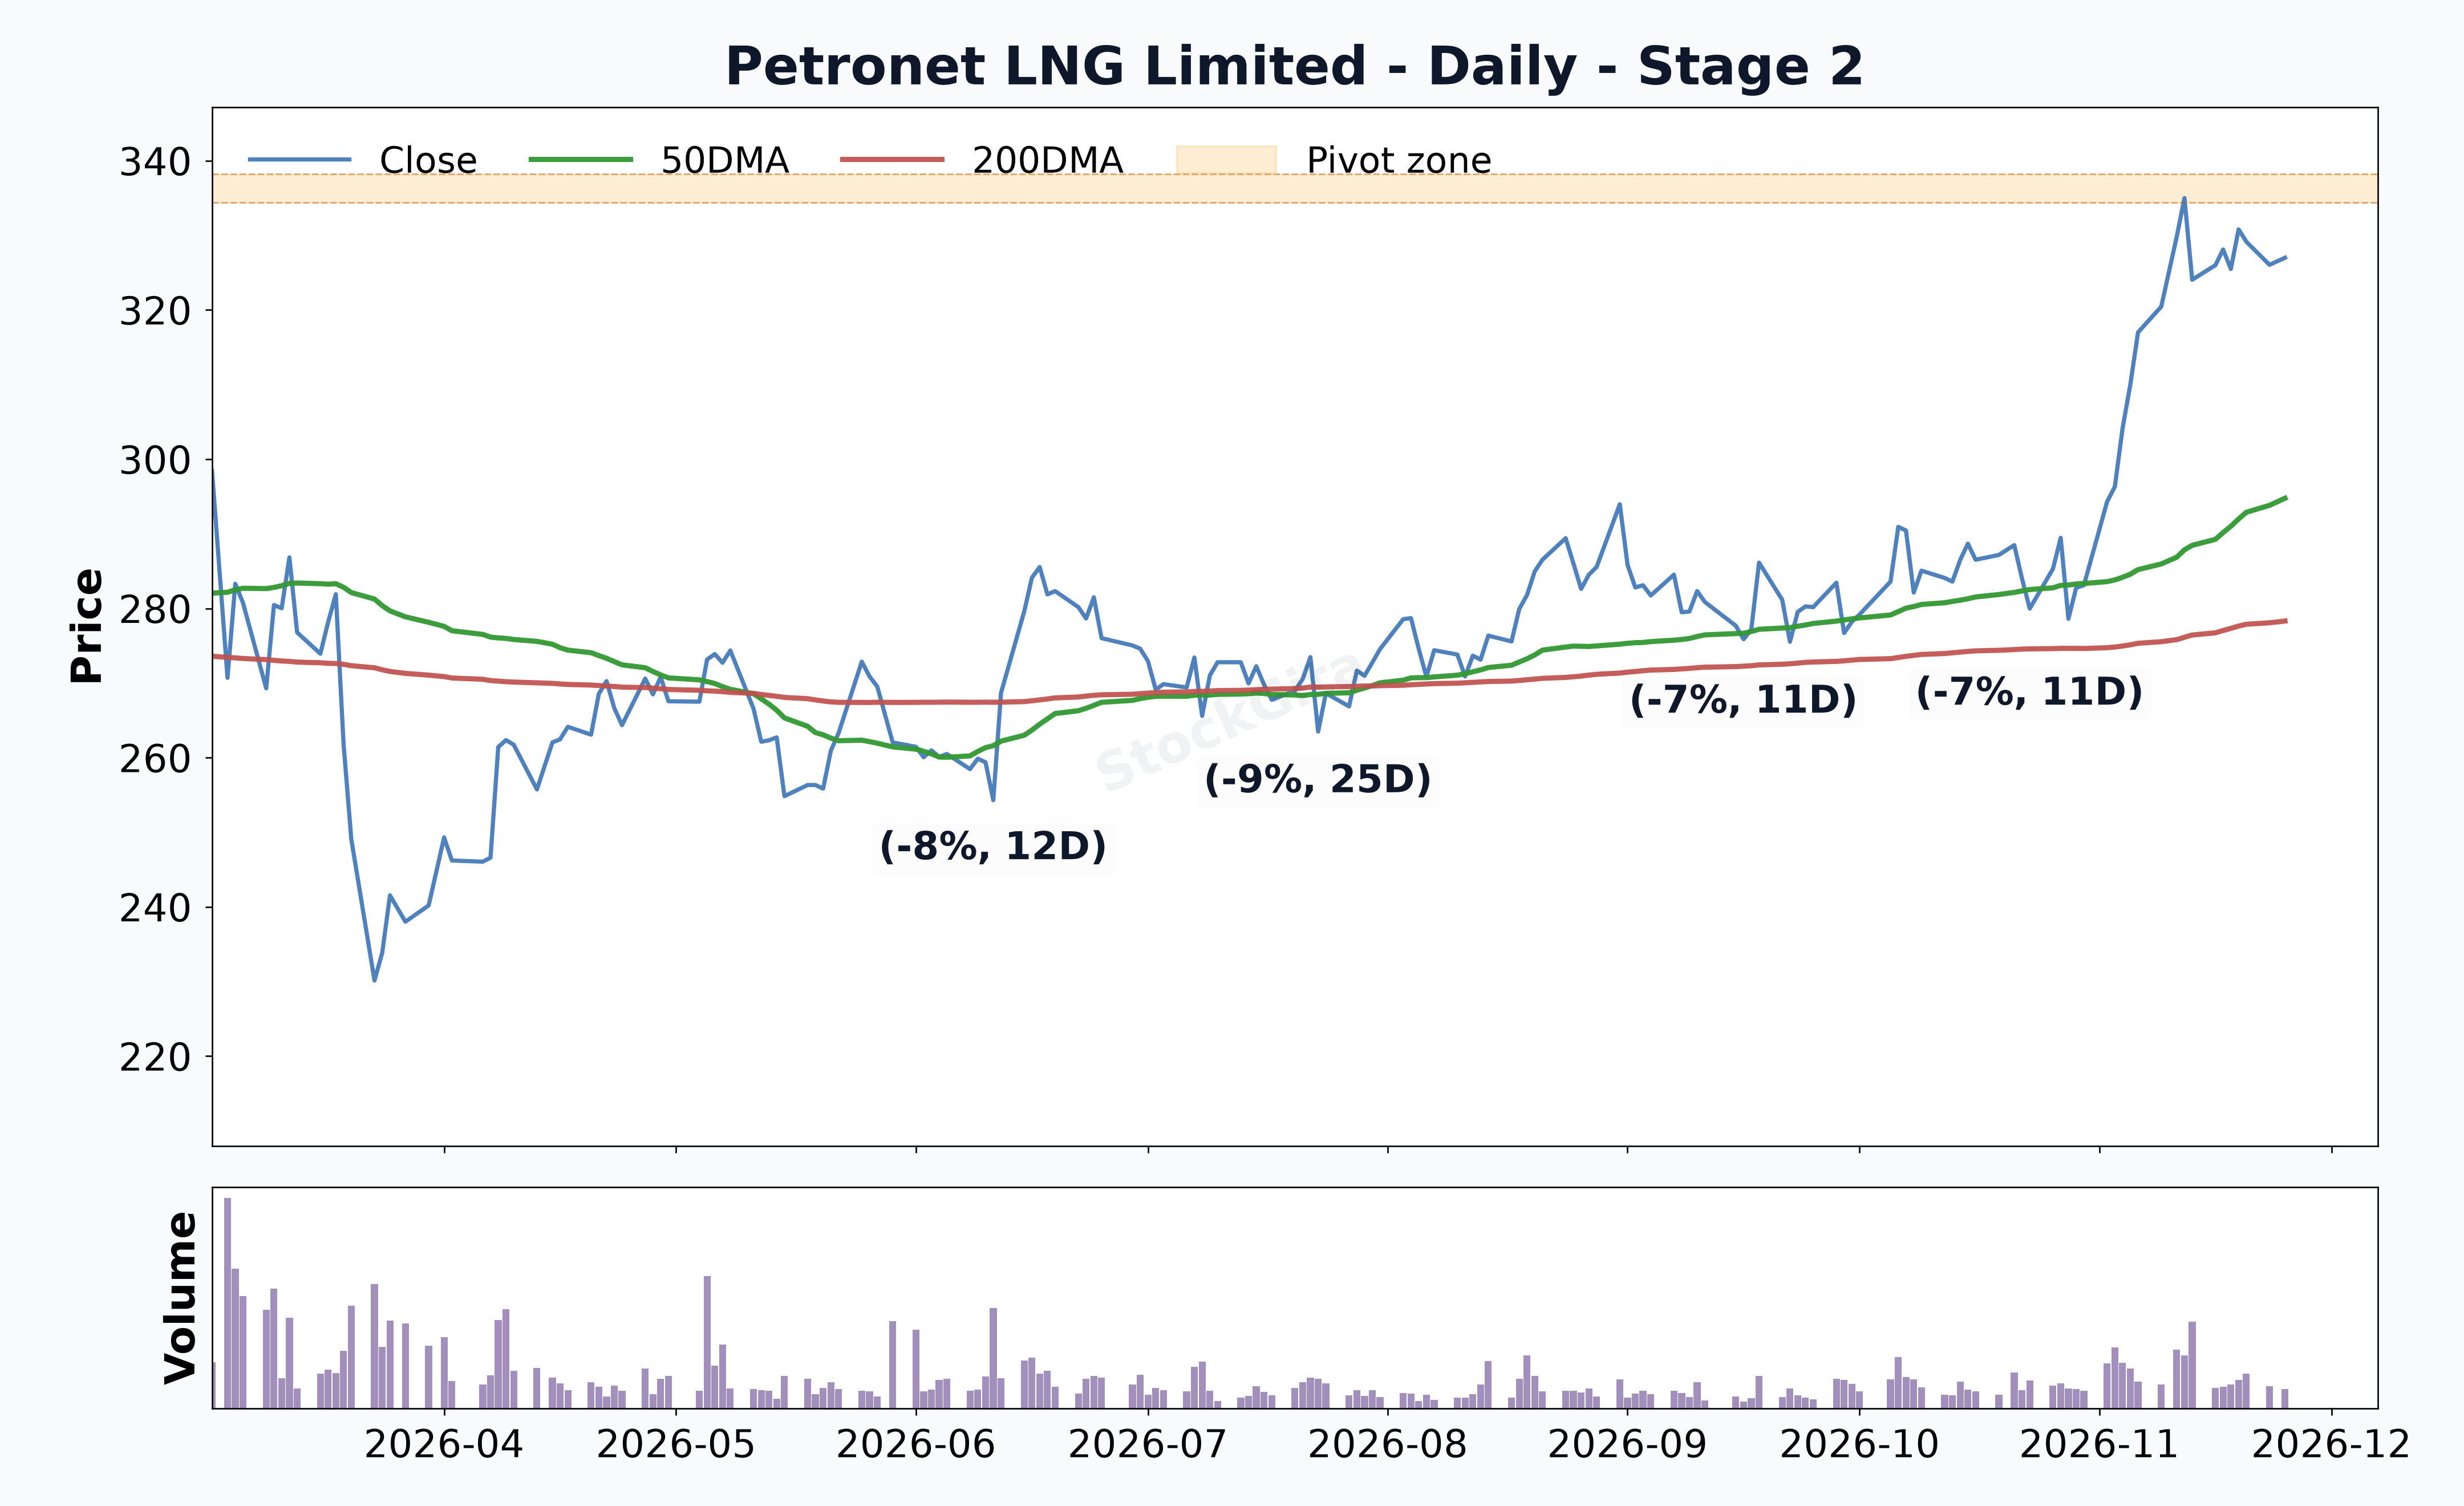 Petronet LNG Limited - Daily - Stage 2
Close 50DMA 200DMA Pivot zone
340
320
300
280
260
240
220
Price
StockGira
(-8%, 12D)
(-9%, 25D)
(-7%, 11D)
(-7%, 11D)
Volume
2026-04 2026-05 2026-06 2026-07 2026-08 2026-09 2026-10 2026-11 2026-12